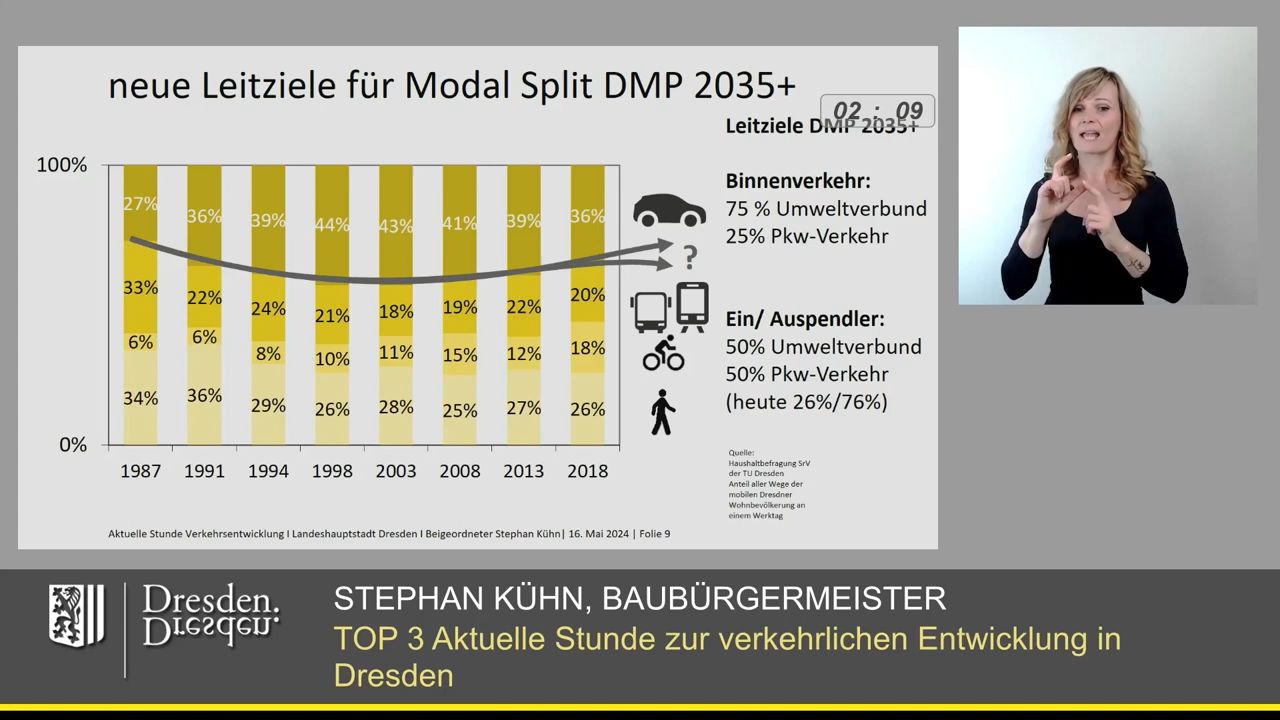 neue Leitziele für Modal Split DMP 2035+
02 : 09
Leitziele DMP 2035+
100%
27% 36% 39% 44% 43% 41% 39% 36%
33% 22% 24% 21% 18% 19% 22% 20%
6% 6% 8% 10% 11% 15% 12% 18%
34% 36% 29% 26% 28% 25% 27% 26%
0%
1987 1991 1994 1998 2003 2008 2013 2018
?
Binnenverkehr:
75 % Umweltverbund
25% Pkw-Verkehr
Ein/ Auspendler:
50% Umweltverbund
50% Pkw-Verkehr
(heute 26%/76%)
Quelle:
Haushaltbefragung SrV
der TU Dresden
Anteil aller Wege der
mobilen Dresdner
Wohnbevölkerung an
einem Werktag
Aktuelle Stunde Verkehrsentwicklung I Landeshauptstadt Dresden I Beigeordneter Stephan Kühn| 16. Mai 2024 | Folie 9
Dresden.
Dresden.
STEPHAN KÜHN, BAUBÜRGERMEISTER
TOP 3 Aktuelle Stunde zur verkehrlichen Entwicklung in
Dresden